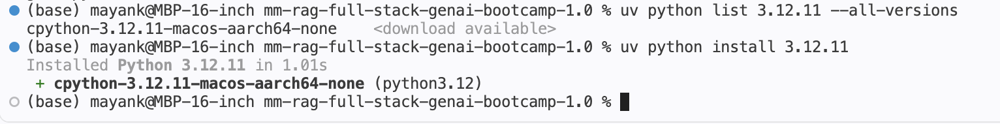 (base) mayank@MBP-16-inch mm-rag-full-stack-genai-bootcamp-1.0 % uv python list 3.12.11 --all-versions
cpython-3.12.11-macos-aarch64-none    <download available>
(base) mayank@MBP-16-inch mm-rag-full-stack-genai-bootcamp-1.0 % uv python install 3.12.11
Installed Python 3.12.11 in 1.01s
 + cpython-3.12.11-macos-aarch64-none (python3.12)
(base) mayank@MBP-16-inch mm-rag-full-stack-genai-bootcamp-1.0 %